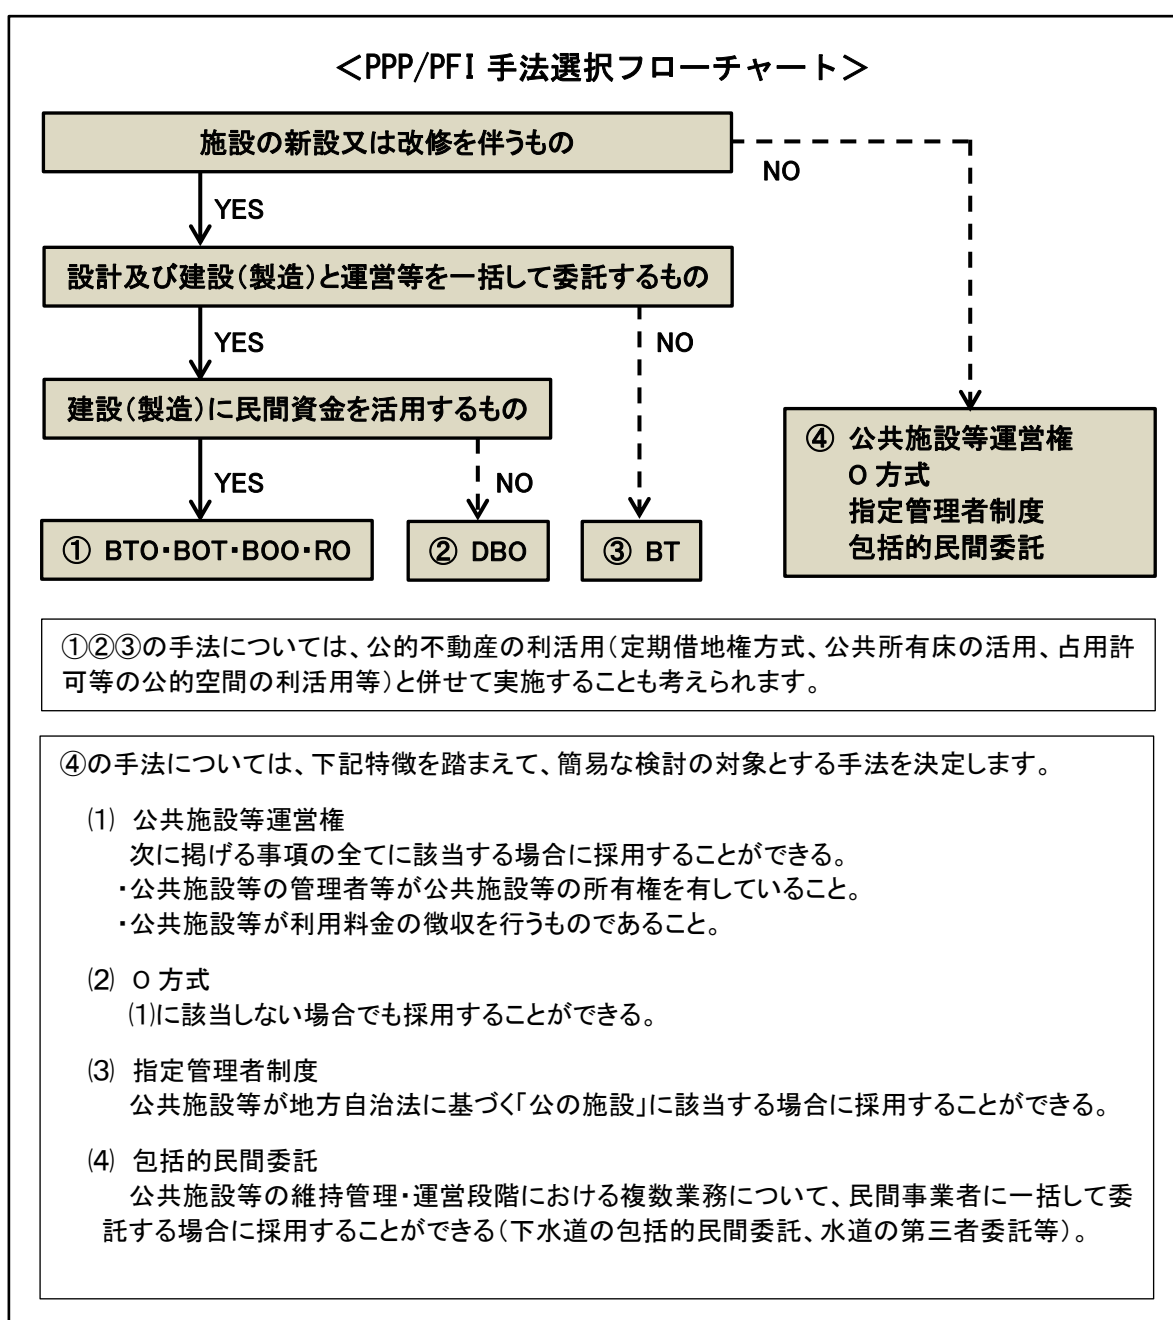 ＜PPP/PFI 手法選択フローチャート＞
施設の新設又は改修を伴うもの
NO
YES
設計及び建設（製造）と運営等を一括して委託するもの
YES
NO
建設（製造）に民間資金を活用するもの
YES
NO
① BTO・BOT・BOO・RO
② DBO
③ BT
④ 公共施設等運営権
O 方式
指定管理者制度
包括的民間委託
①②③の手法については、公的不動産の利活用（定期借地権方式、公共所有床の活用、占用許
可等の公的空間の利活用等）と併せて実施することも考えられます。
④の手法については、下記特徴を踏まえて、簡易な検討の対象とする手法を決定します。
⑴ 公共施設等運営権
次に掲げる事項の全てに該当する場合に採用することができる。
・公共施設等の管理者等が公共施設等の所有権を有していること。
・公共施設等が利用料金の徴収を行うものであること。
⑵ O 方式
⑴に該当しない場合でも採用することができる。
⑶ 指定管理者制度
公共施設等が地方自治法に基づく「公の施設」に該当する場合に採用することができる。
⑷ 包括的民間委託
公共施設等の維持管理・運営段階における複数業務について、民間事業者に一括して委
託する場合に採用することができる（下水道の包括的民間委託、水道の第三者委託等）。